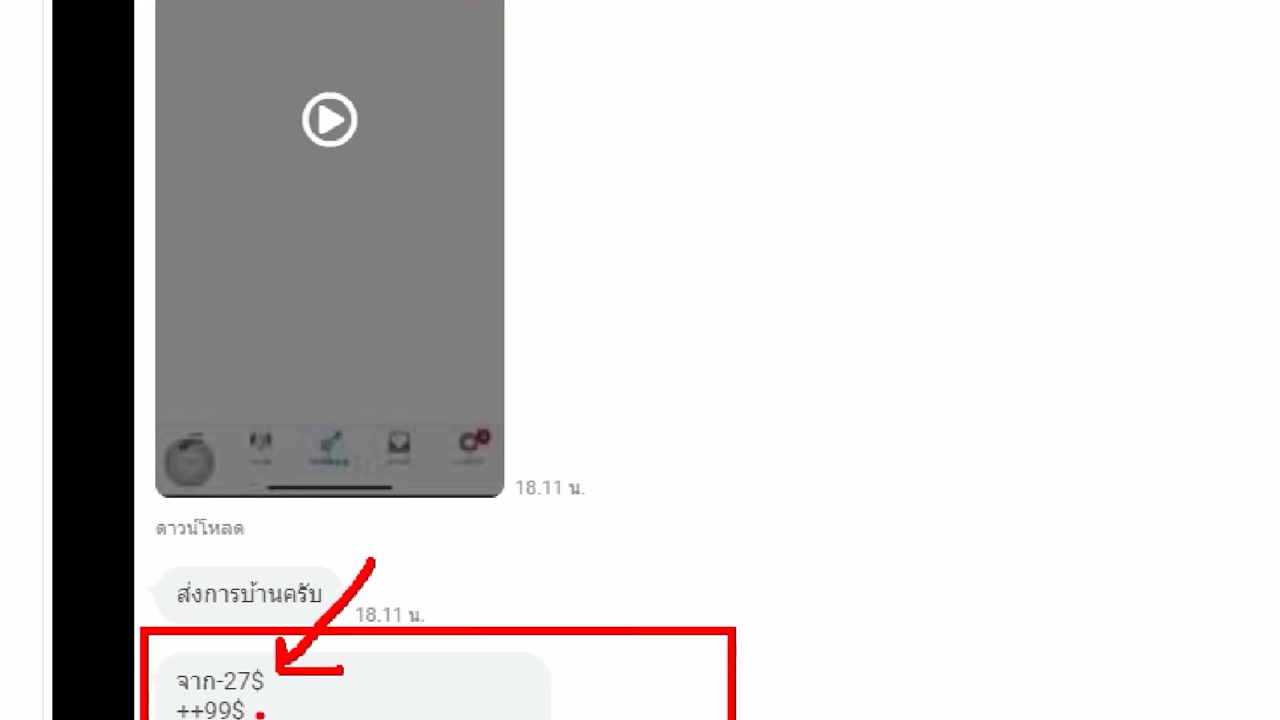 18.11 น.
ดาวน์โหลด
ส่งการบ้านครับ
18.11 น.
จาก-27$
++99$